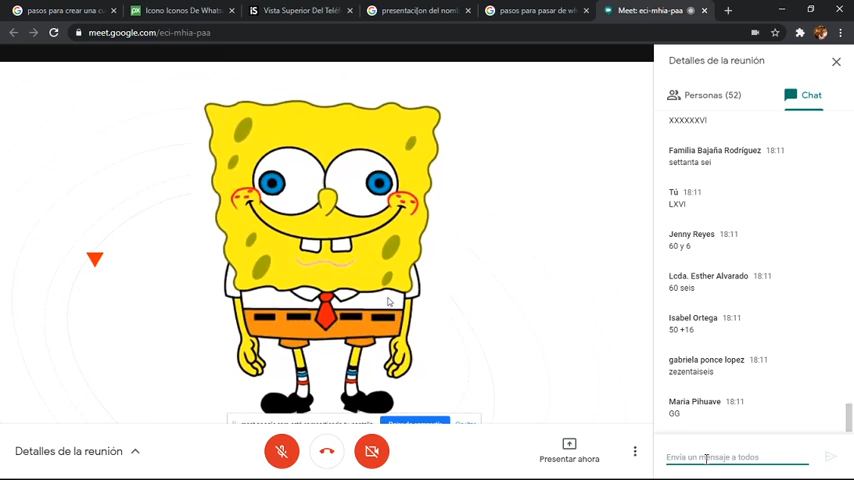 pasos para crear una cu
Icono Iconos De Whats
Vista Superior Del Teléf
presentaci{on del nomb
pasos para pasar de wh
Meet: eci-mhia-paa
meet.google.com/eci-mhia-paa
Detalles de la reunión
Personas (52)
Chat
XXXXXXVI
Familia Bajaña Rodríguez 18:11
settanta sei
Tú 18:11
LXVI
Jenny Reyes 18:11
60 y 6
Lcda. Esther Alvarado 18:11
60 seis
Isabel Ortega 18:11
50 +16
gabriela ponce lopez 18:11
zezentaiseis
Maria Pihuave 18:11
GG
Envía un mensaje a todos
Detalles de la reunión
Presentar ahora